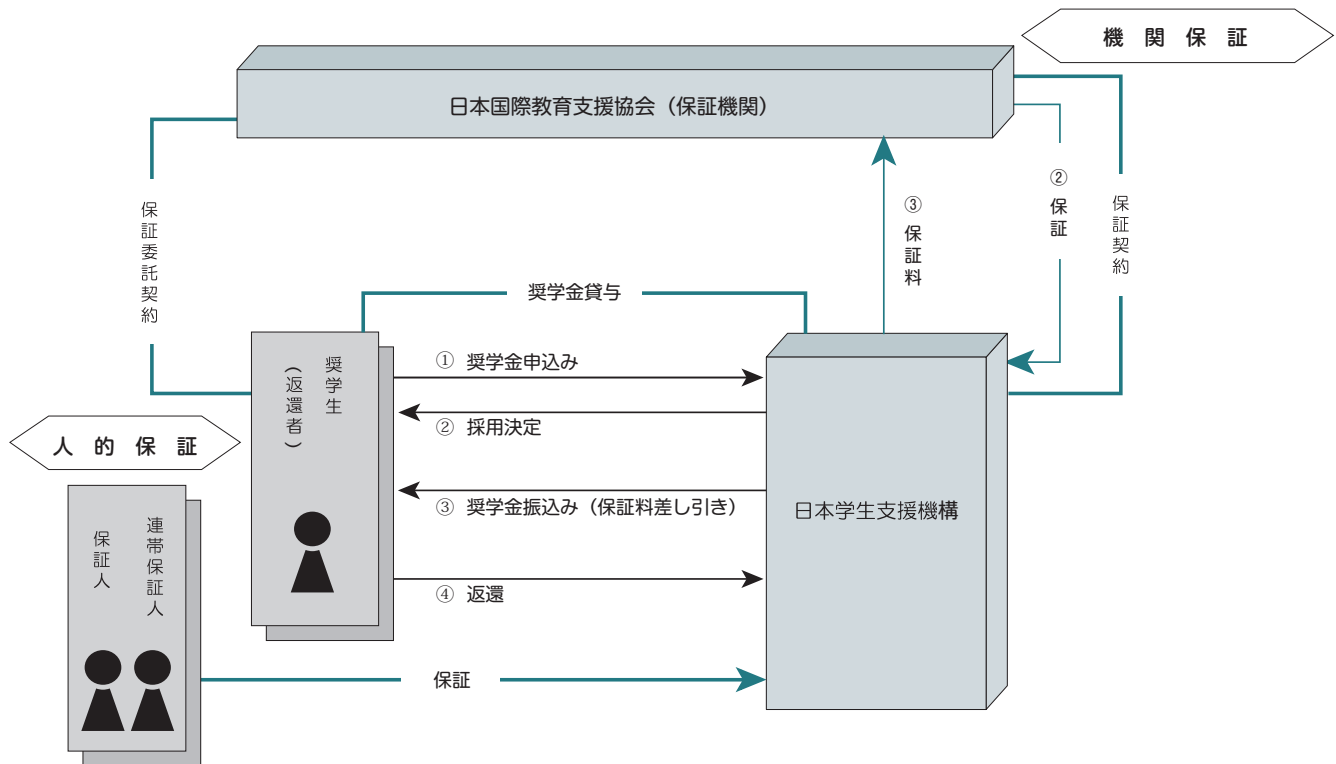 機関保証
日本国際教育支援協会（保証機関）
保証委託契約
③保証料
②保証
保証契約
奨学金貸与
奨学生
（返還者）
① 奨学金申込み
② 採用決定
③ 奨学金振込み（保証料差し引き）
④ 返還
日本学生支援機構
人的保証
連帯保証人
保証人
保証